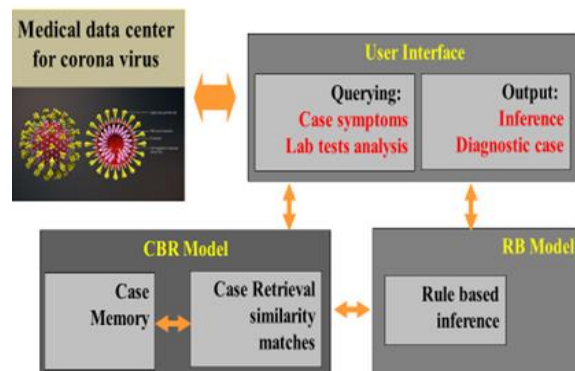 Medical data center
for corona virus
User Interface
Querying:
Case symptoms
Lab tests analysis
Output:
Inference
Diagnostic case
CBR Model
Case
Memory
Case Retrieval
similarity
matches
RB Model
Rule based
inference